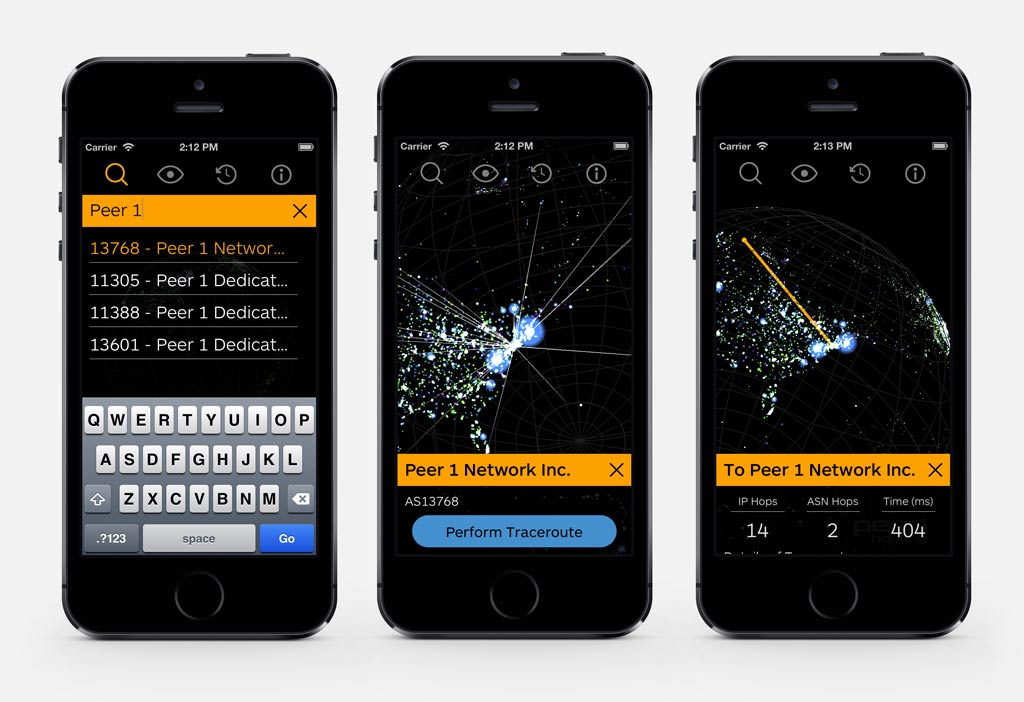 Carrier 2:12 PM
Peer 1
13768 - Peer 1 Networ...
11305 - Peer 1 Dedicat...
11388 - Peer 1 Dedicat...
13601 - Peer 1 Dedicat...
Q W E R T Y U I O P
A S D F G H J K L
Z X C V B N M
.?123 space Go
Carrier 2:12 PM
Peer 1 Network Inc.
AS13768
Perform Traceroute
Carrier 2:13 PM
To Peer 1 Network Inc.
IP Hops ASN Hops Time (ms)
14 2 404